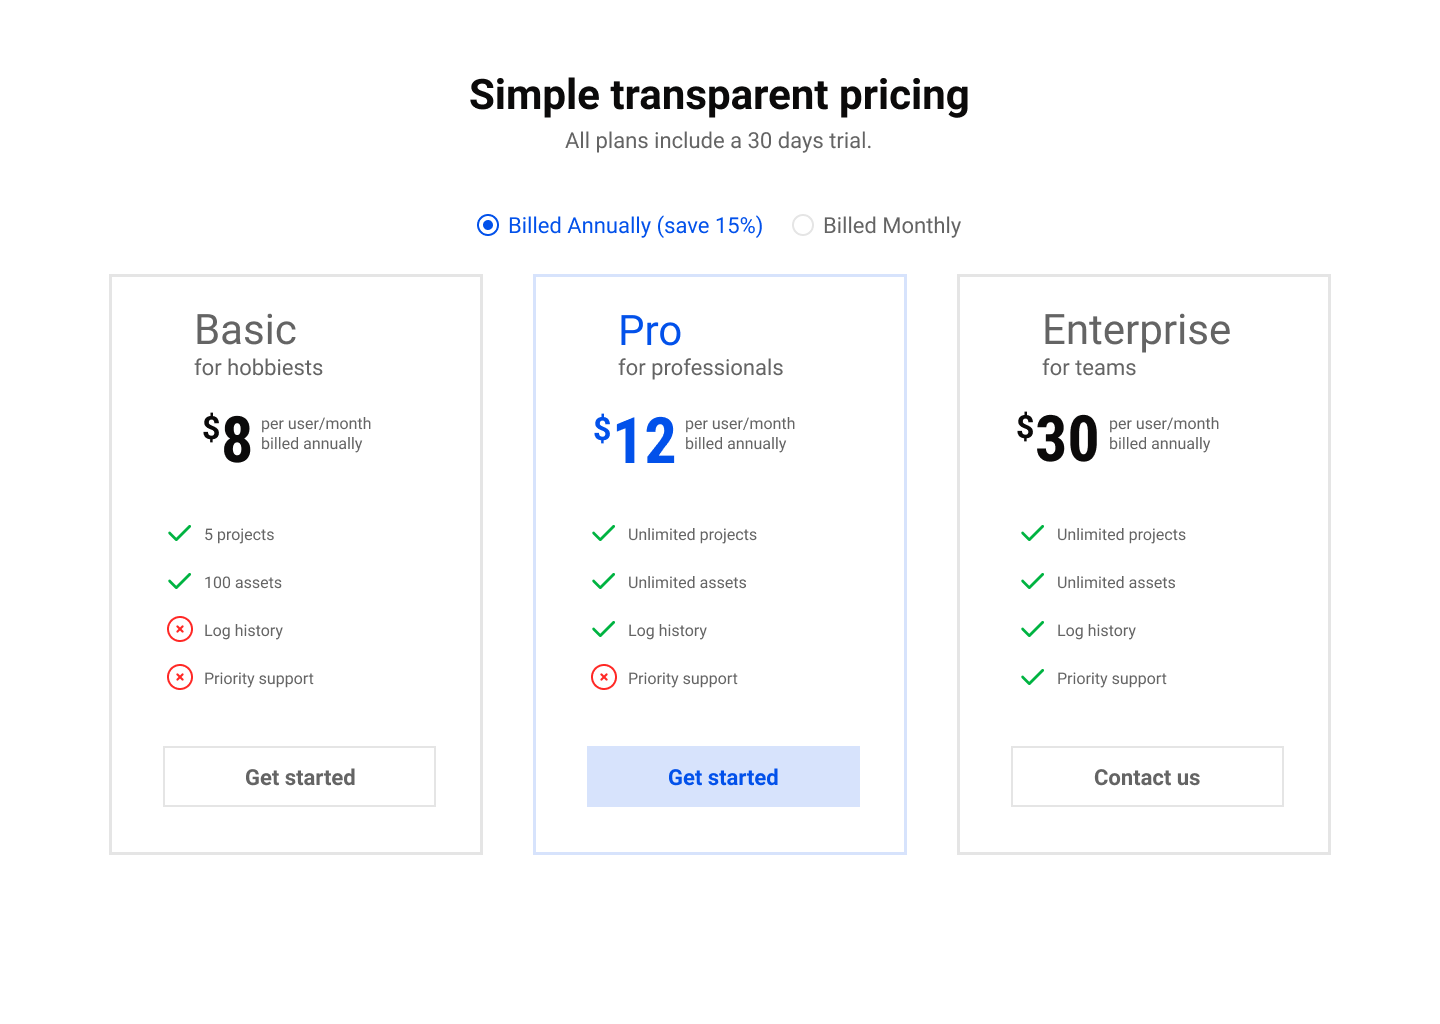 Simple transparent pricing
All plans include a 30 days trial.
Billed Annually (save 15%)
Billed Monthly
Basic
for hobbiests
$8
per user/month
billed annually
5 projects
100 assets
Log history
Priority support
Get started
Pro
for professionals
$12
per user/month
billed annually
Unlimited projects
Unlimited assets
Log history
Priority support
Get started
Enterprise
for teams
$30
per user/month
billed annually
Unlimited projects
Unlimited assets
Log history
Priority support
Contact us